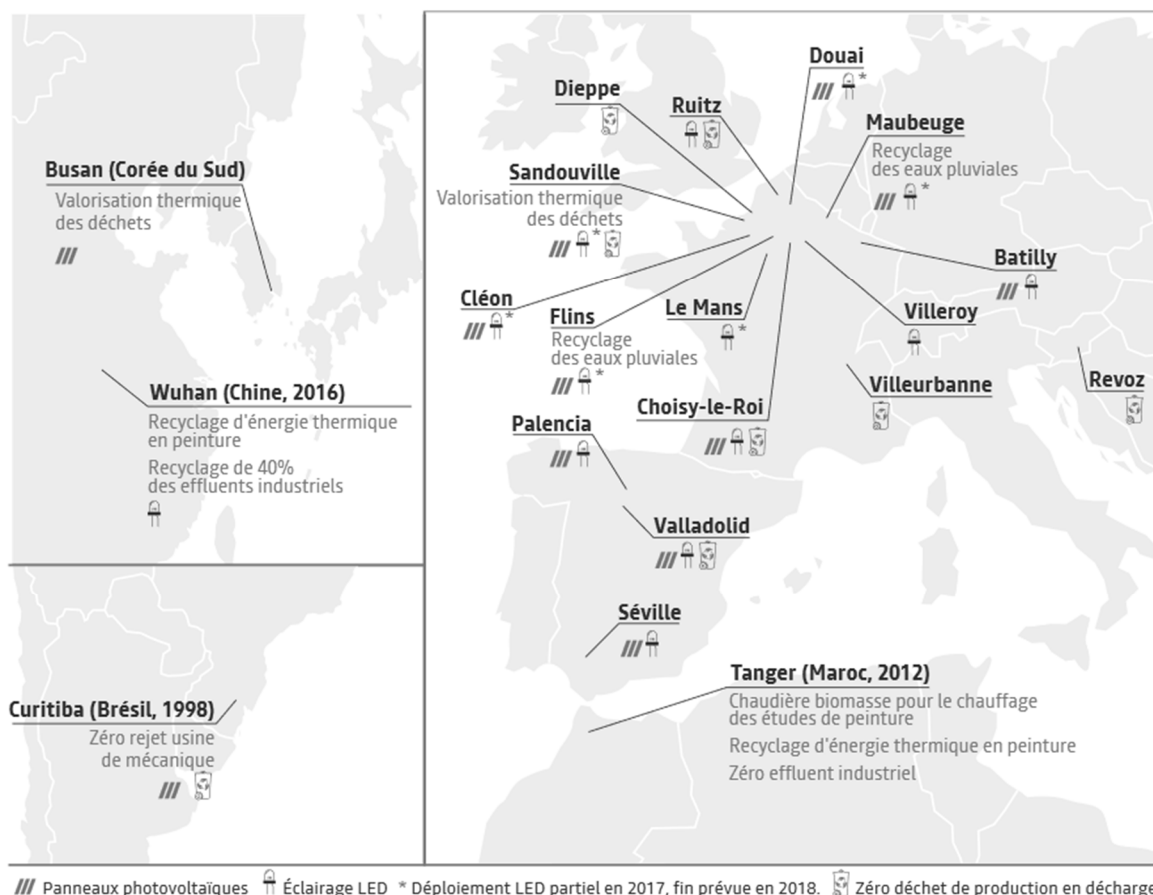 Busan (Corée du Sud)
Valorisation thermique
des déchets
Wuhan (Chine, 2016)
Recyclage d'énergie thermique
en peinture
Recyclage de 40%
des effluents industriels
Curitiba (Brésil, 1998)
Zéro rejet usine
de mécanique
Douai
*
Dieppe
Ruitz
Maubeuge
Recyclage
des eaux pluviales
*
Sandouville
Valorisation thermique
des déchets
*
Batilly
Cléon
*
Flins
Recyclage
des eaux pluviales
*
Le Mans
*
Villeroy
Villeurbanne
Revoz
Choisy-le-Roi
Palencia
Valladolid
Séville
Tanger (Maroc, 2012)
Chaudière biomasse pour le chauffage
des études de peinture
Recyclage d'énergie thermique en peinture
Zéro effluent industriel
Panneaux photovoltaïques Éclairage LED * Déploiement LED partiel en 2017, fin prévue en 2018. Zéro déchet de production en décharge